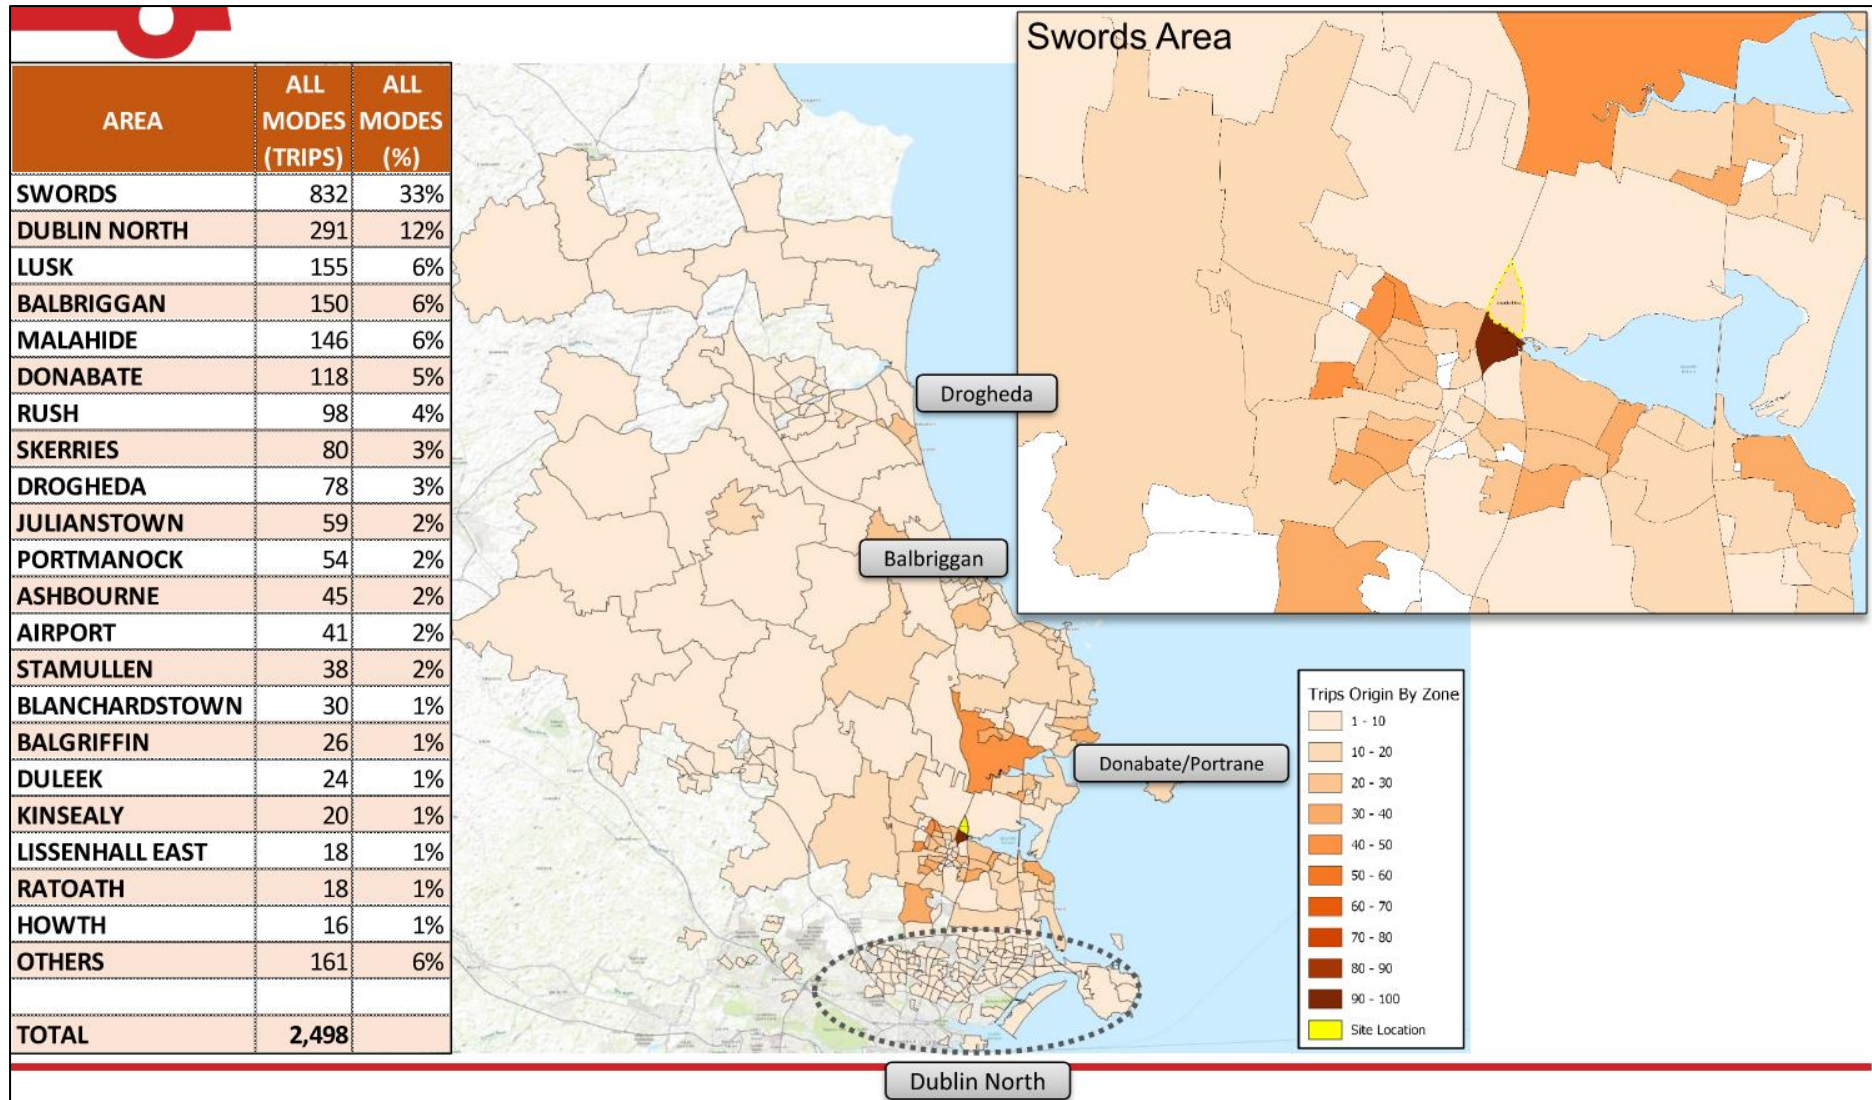 AREA ALL MODES (TRIPS) ALL MODES (%)
SWORDS 832 33%
DUBLIN NORTH 291 12%
LUSK 155 6%
BALBRIGGAN 150 6%
MALAHIDE 146 6%
DONABATE 118 5%
RUSH 98 4%
SKERRIES 80 3%
DROGHEDA 78 3%
JULIANSTOWN 59 2%
PORTMANOCK 54 2%
ASHBOURNE 45 2%
AIRPORT 41 2%
STAMULLEN 38 2%
BLANCHARDSTOWN 30 1%
BALGRIFFIN 26 1%
DULEEK 24 1%
KINSEALY 20 1%
LISSENHALL EAST 18 1%
RATOATH 18 1%
HOWTH 16 1%
OTHERS 161 6%
TOTAL 2,498
Swords Area
Drogheda
Balbriggan
Donabate/Portrane
Dublin North
Trips Origin By Zone
1 - 10
10 - 20
20 - 30
30 - 40
40 - 50
50 - 60
60 - 70
70 - 80
80 - 90
90 - 100
Site Location